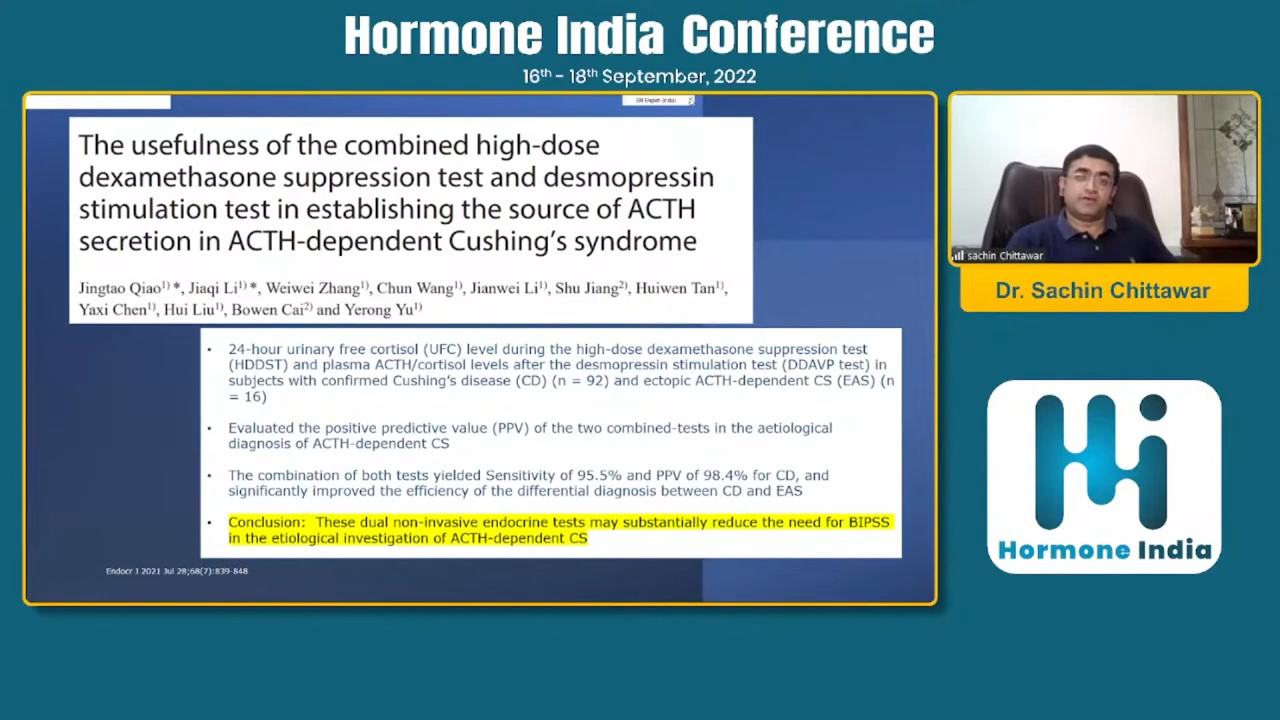 Hormone India Conference
16th - 18th September, 2022
EN English (India)
The usefulness of the combined high-dose
dexamethasone suppression test and desmopressin
stimulation test in establishing the source of ACTH
secretion in ACTH-dependent Cushing's syndrome
Jingtao Qiao1) *, Jiaqi Li1) *, Weiwei Zhang1), Chun Wang1), Jianwei Li1), Shu Jiang2), Huiwen Tan1),
Yaxi Chen1), Hui Liu1), Bowen Cai2) and Yerong Yu1)
• 24-hour urinary free cortisol (UFC) level during the high-dose dexamethasone suppression test
(HDDST) and plasma ACTH/cortisol levels after the desmopressin stimulation test (DDAVP test) in
subjects with confirmed Cushing's disease (CD) (n = 92) and ectopic ACTH-dependent CS (EAS) (n
= 16)
• Evaluated the positive predictive value (PPV) of the two combined-tests in the aetiological
diagnosis of ACTH-dependent CS
• The combination of both tests yielded Sensitivity of 95.5% and PPV of 98.4% for CD, and
significantly improved the efficiency of the differential diagnosis between CD and EAS
• Conclusion: These dual non-invasive endocrine tests may substantially reduce the need for BIPSS
in the etiological investigation of ACTH-dependent CS
Endocr J 2021 Jul 28;68(7):839-848
sachin Chittawar
Dr. Sachin Chittawar
Hi
Hormone India